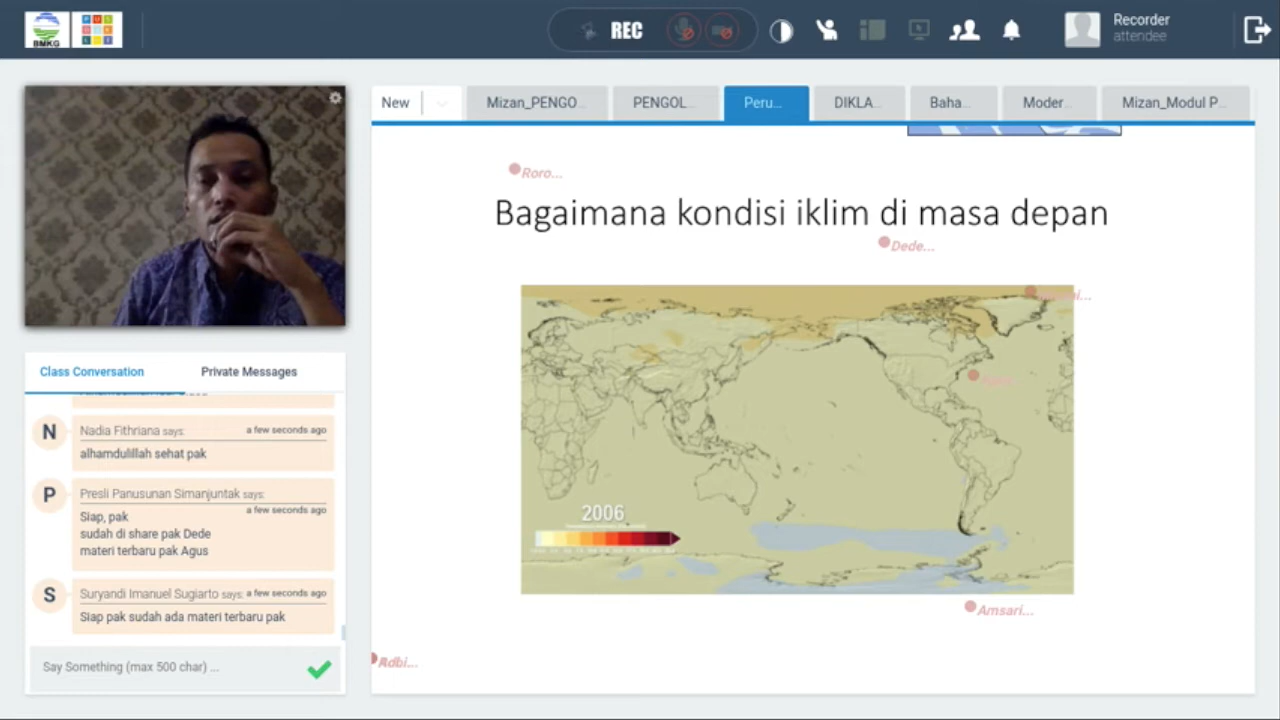 BMKG
REC
Recorder
attendee
New
Mizan_PENGO...
PENGOL...
Peru...
DIKLA...
Baha...
Moder...
Mizan_Modul P...
Roro...
Bagaimana kondisi iklim di masa depan
Dede...
2006
Amsari...
Class Conversation
Private Messages
N
Nadia Fithriana says:
a few seconds ago
alhamdulillah sehat pak
P
Presli Panusunan Simanjuntak says:
a few seconds ago
Siap, pak
sudah di share pak Dede
materi terbaru pak Agus
S
Suryandi Imanuel Sugiarto says:
a few seconds ago
Siap pak sudah ada materi terbaru pak
Say Something (max 500 char) ...